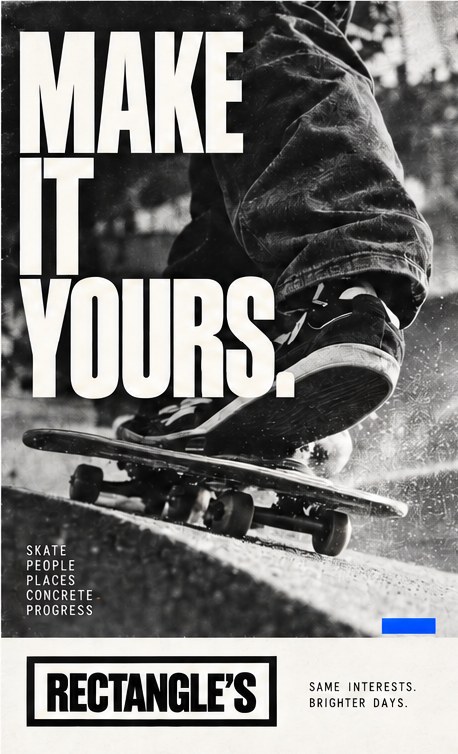 MAKE
IT
YOURS.
SKATE
PEOPLE
PLACES
CONCRETE
PROGRESS
RECTANGLE'S
SAME INTERESTS.
BRIGHTER DAYS.